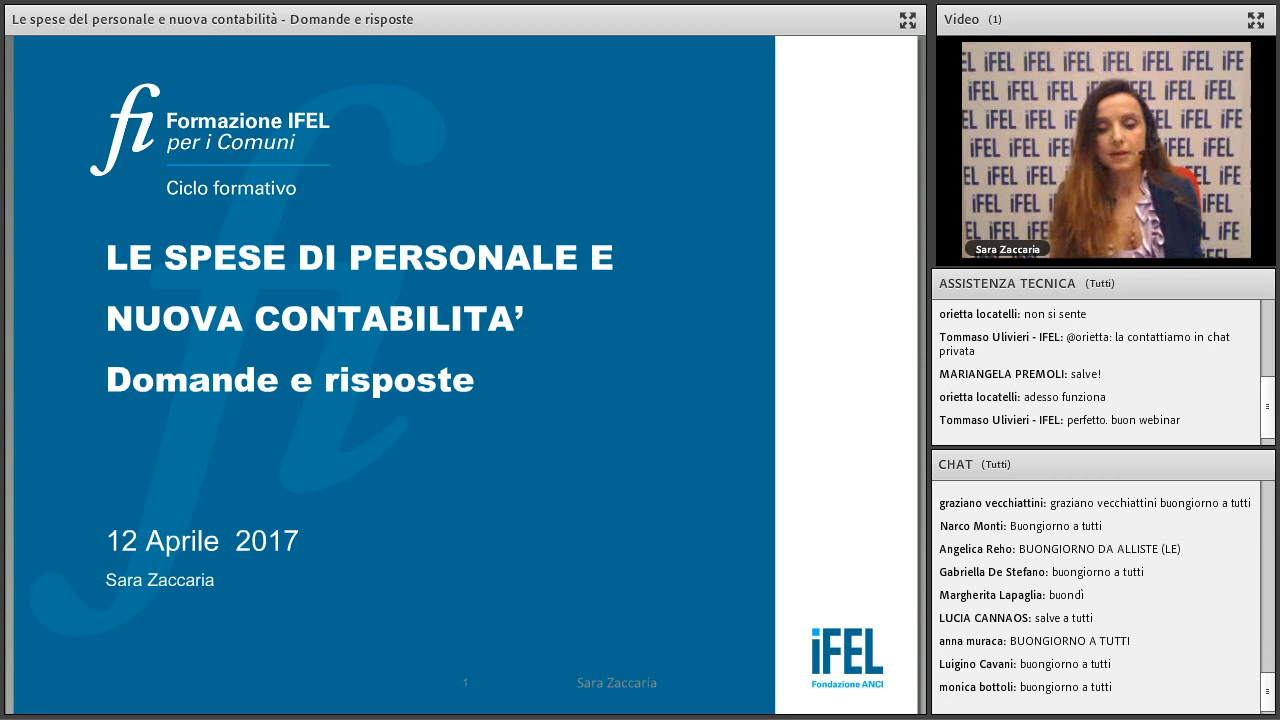 Le spese del personale e nuova contabilità - Domande e risposte
fi
Formazione IFEL
per i Comuni
Ciclo formativo
LE SPESE DI PERSONALE E
NUOVA CONTABILITA’
Domande e risposte
12 Aprile 2017
Sara Zaccaria
1 Sara Zaccaria
iFEL
Fondazione ANCI
Video (1)
iFEL iFEL iFEL iFEL
Sara Zaccaria
ASSISTENZA TECNICA (Tutti)
orietta locatelli: non si sente
Tommaso Ulivieri - IFEL: @orietta: la contattiamo in chat
privata
MARIANGELA PREMOLI: salve!
orietta locatelli: adesso funziona
Tommaso Ulivieri - IFEL: perfetto. buon webinar
CHAT (Tutti)
graziano vecchiattini: graziano vecchiattini buongiorno a tutti
Narco Monti: Buongiorno a tutti
Angelica Reho: BUONGIORNO DA ALLISTE (LE)
Gabriella De Stefano: buongiorno a tutti
Margherita Lapaglia: buondì
LUCIA CANNAOS: salve a tutti
anna muraca: BUONGIORNO A TUTTI
Luigino Cavani: buongiorno a tutti
monica bottoli: buongiorno a tutti